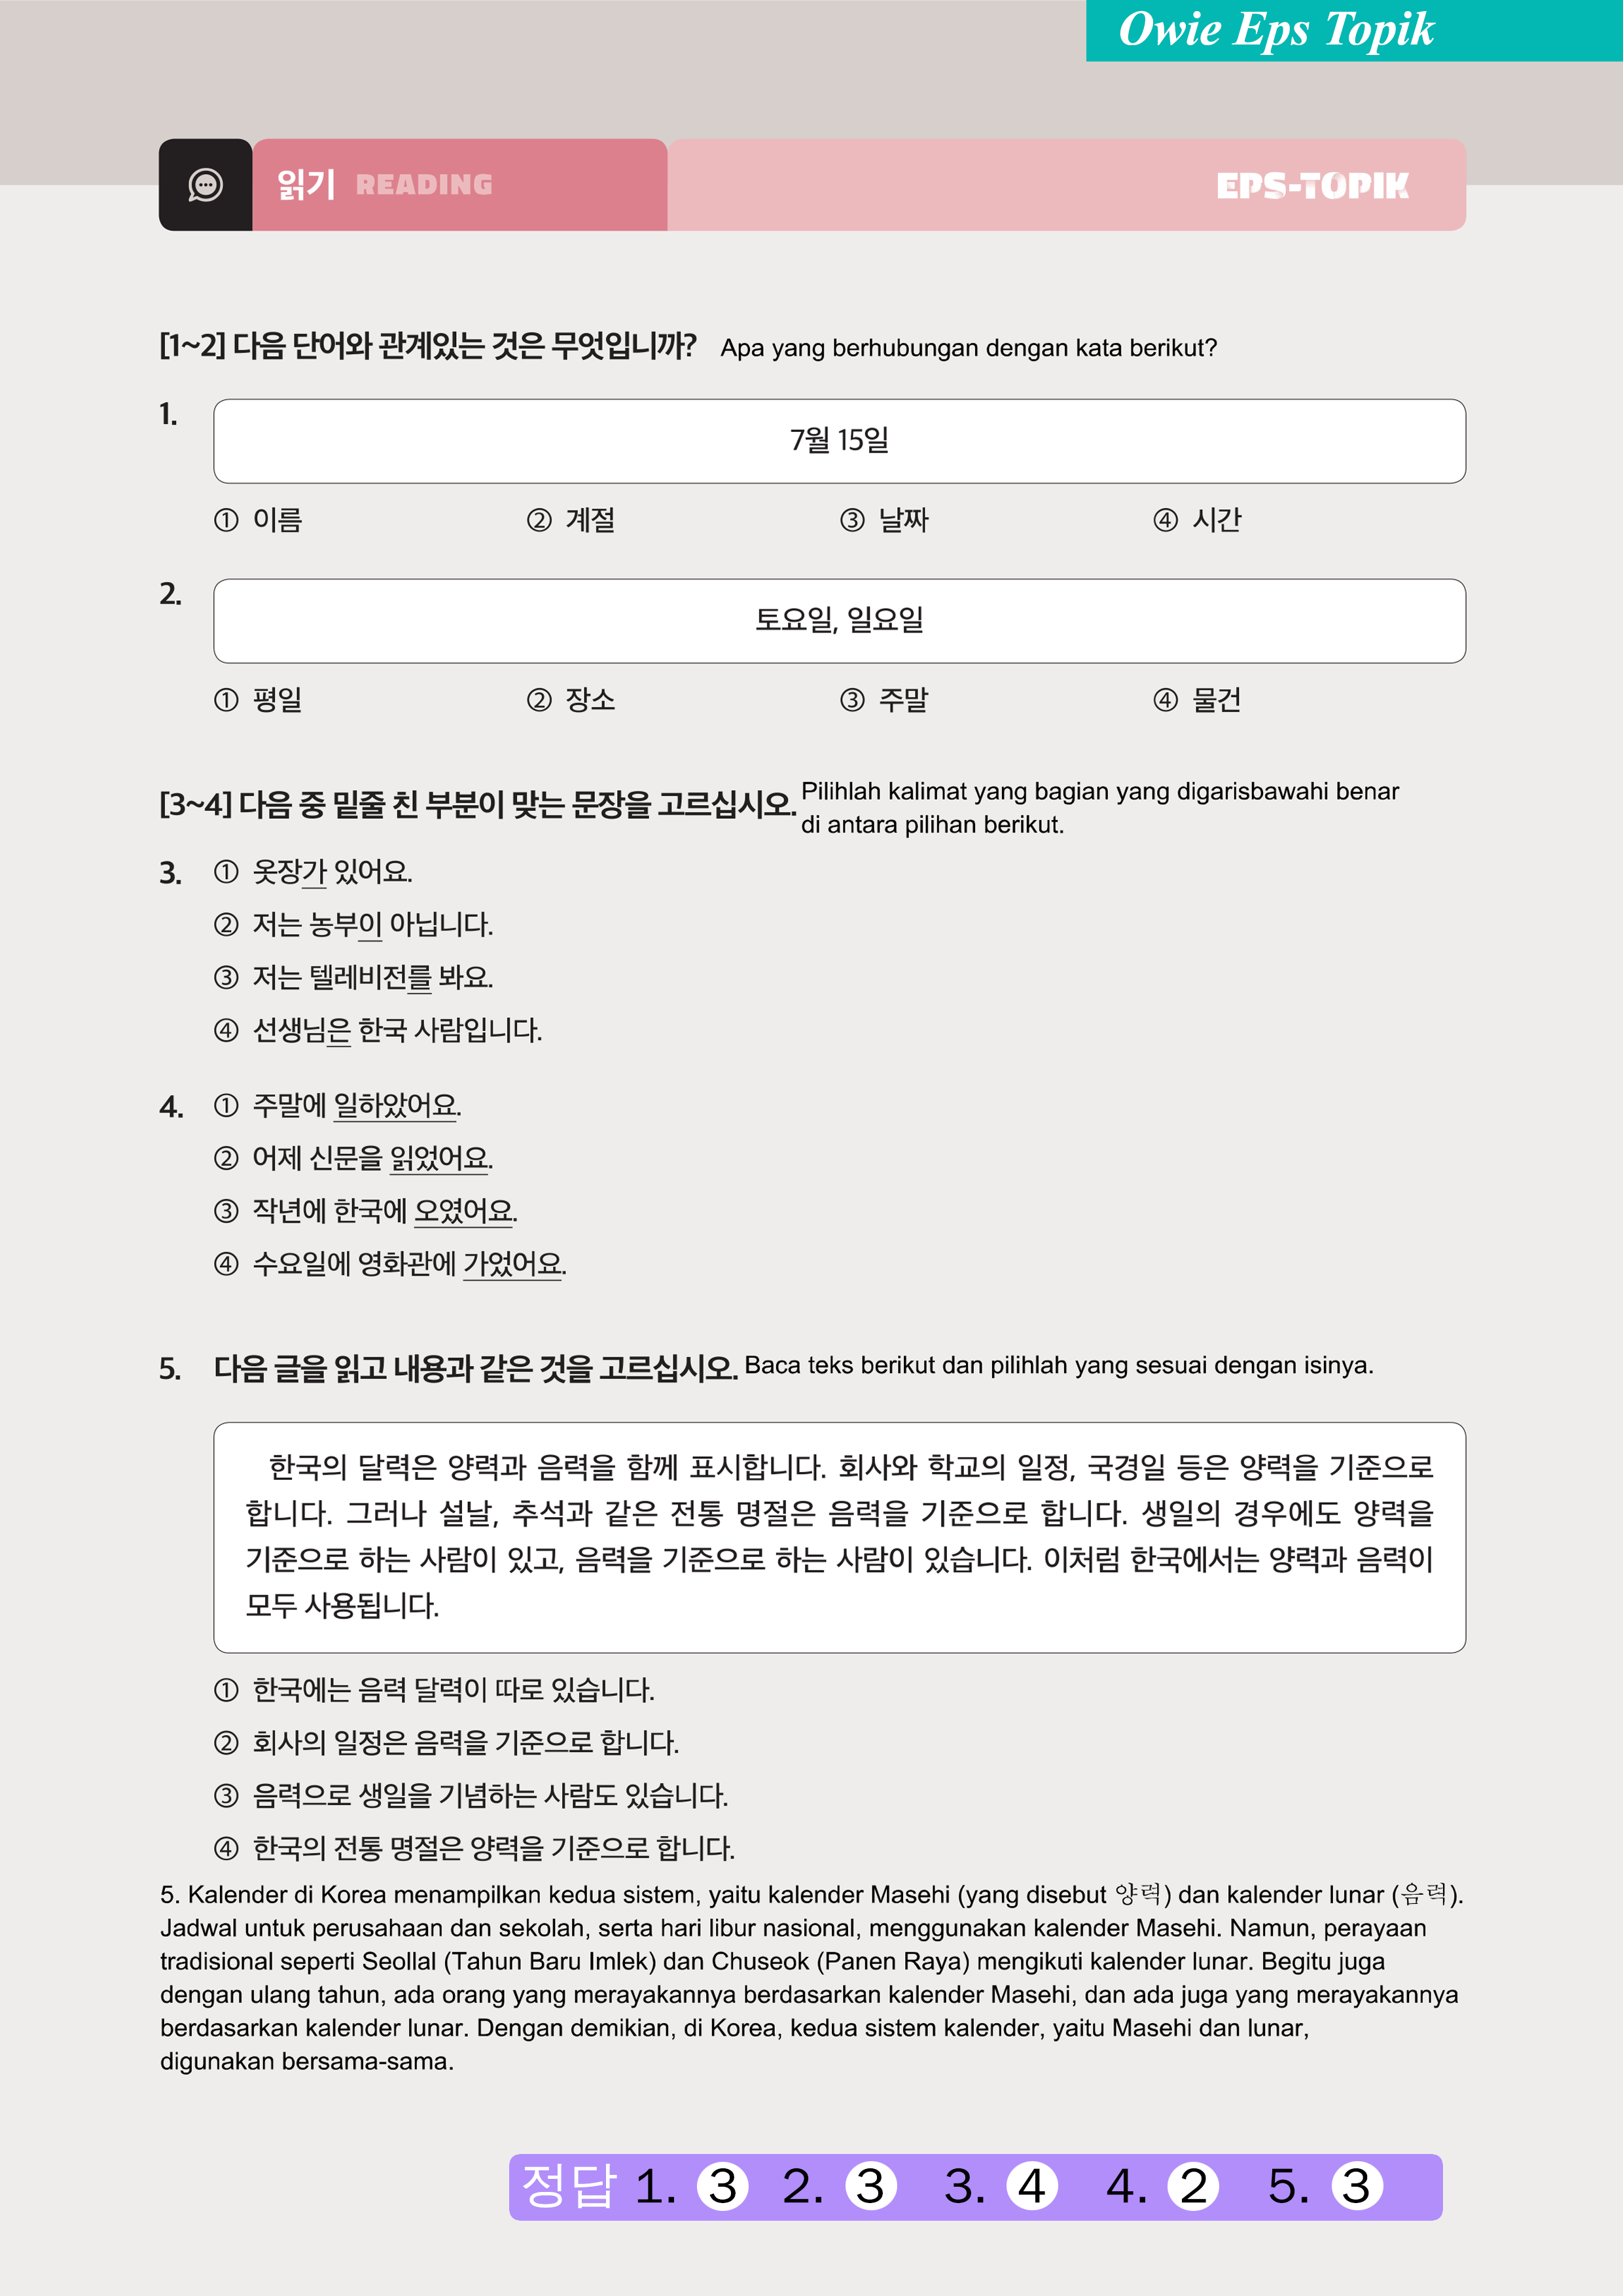 Owie Eps Topik
읽기 READING EPS-TOPIK
[1~2] 다음 단어와 관계있는 것은 무엇입니까? Apa yang berhubungan dengan kata berikut?
1.
7월 15일
① 이름 ② 계절 ③ 날짜 ④ 시간
2.
토요일, 일요일
① 평일 ② 장소 ③ 주말 ④ 물건
[3~4] 다음 중 밑줄 친 부분이 맞는 문장을 고르십시오. Pilihlah kalimat yang bagian yang digarisbawahi benar
di antara pilihan berikut.
3. ① 옷장가 있어요.
② 저는 농부이 아닙니다.
③ 저는 텔레비전를 봐요.
④ 선생님은 한국 사람입니다.
4. ① 주말에 일하았어요.
② 어제 신문을 읽었어요.
③ 작년에 한국에 오였어요.
④ 수요일에 영화관에 가었어요.
5. 다음 글을 읽고 내용과 같은 것을 고르십시오. Baca teks berikut dan pilihlah yang sesuai dengan isinya.
한국의 달력은 양력과 음력을 함께 표시합니다. 회사와 학교의 일정, 국경일 등은 양력을 기준으로
합니다. 그러나 설날, 추석과 같은 전통 명절은 음력을 기준으로 합니다. 생일의 경우에도 양력을
기준으로 하는 사람이 있고, 음력을 기준으로 하는 사람이 있습니다. 이처럼 한국에서는 양력과 음력이
모두 사용됩니다.
① 한국에는 음력 달력이 따로 있습니다.
② 회사의 일정은 음력을 기준으로 합니다.
③ 음력으로 생일을 기념하는 사람도 있습니다.
④ 한국의 전통 명절은 양력을 기준으로 합니다.
5. Kalender di Korea menampilkan kedua sistem, yaitu kalender Masehi (yang disebut 양력) dan kalender lunar (음력).
Jadwal untuk perusahaan dan sekolah, serta hari libur nasional, menggunakan kalender Masehi. Namun, perayaan
tradisional seperti Seollal (Tahun Baru Imlek) dan Chuseok (Panen Raya) mengikuti kalender lunar. Begitu juga
dengan ulang tahun, ada orang yang merayakannya berdasarkan kalender Masehi, dan ada juga yang merayakannya
berdasarkan kalender lunar. Dengan demikian, di Korea, kedua sistem kalender, yaitu Masehi dan lunar,
digunakan bersama-sama.
정답 1. 3 2. 3 3. 4 4. 2 5. 3